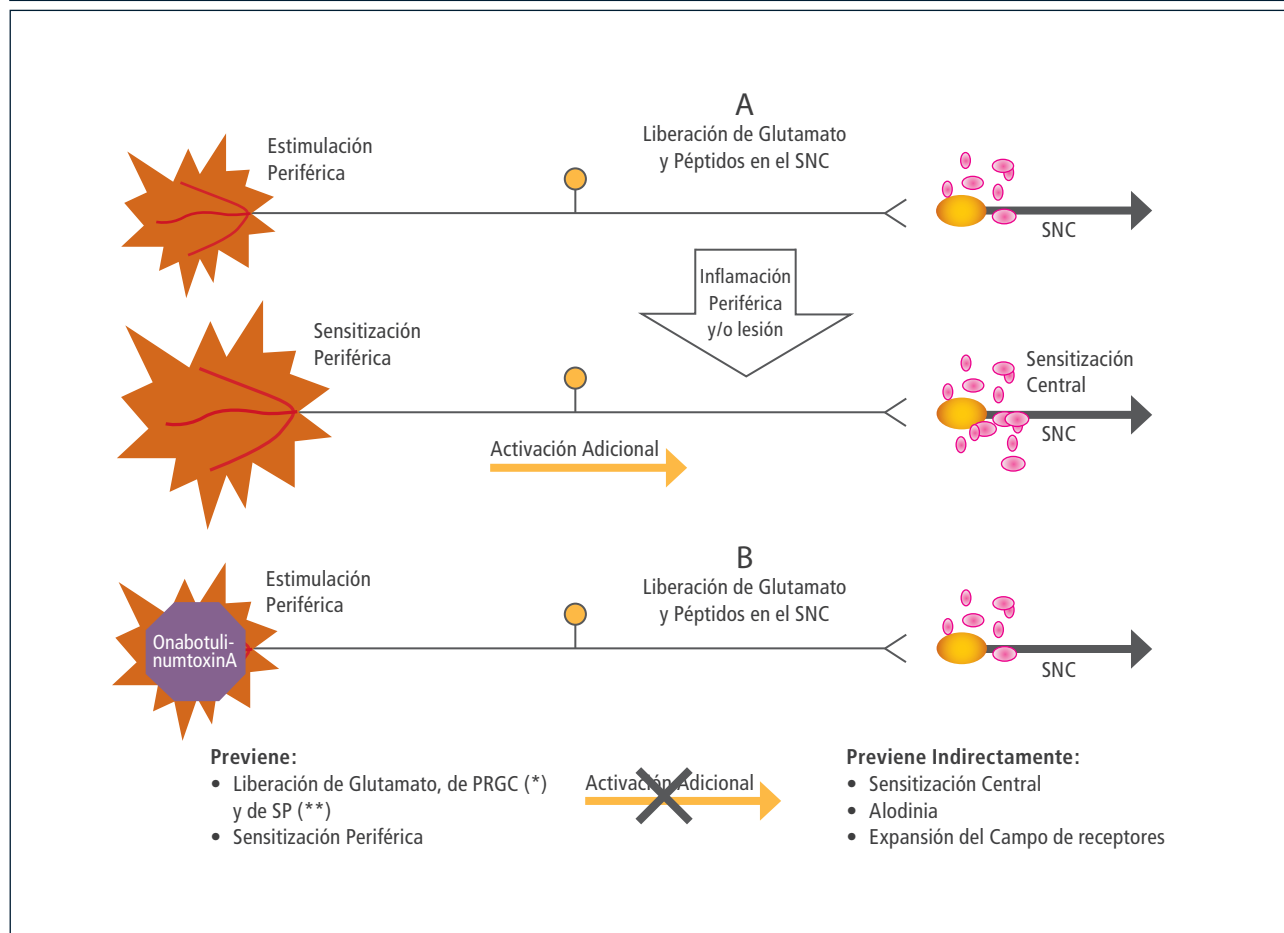 A
Liberación de Glutamato
y Péptidos en el SNC
Estimulación
Periférica
SNC
Inflamación
Periférica
y/o lesión
Sensitización
Periférica
Sensitización
Central
SNC
Activación Adicional
B
Liberación de Glutamato
y Péptidos en el SNC
Estimulación
Periférica
Onabotuli-
numtoxinA
SNC
Previene:
• Liberación de Glutamato, de PRGC (*)
y de SP (**)
• Sensitización Periférica
Activación Adicional
Previene Indirectamente:
• Sensitización Central
• Alodinia
• Expansión del Campo de receptores